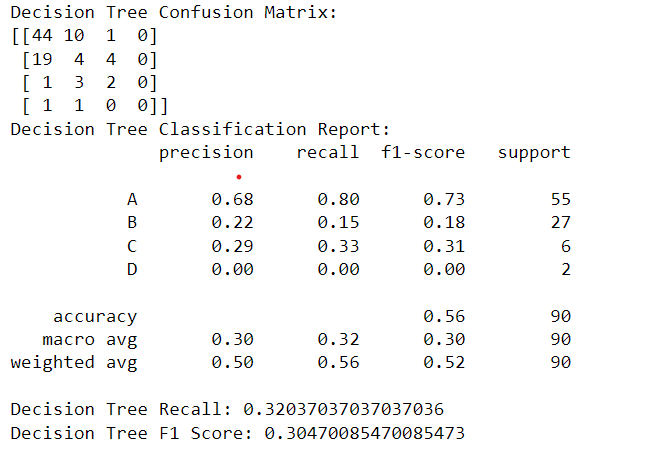 Decision Tree Confusion Matrix:
[[44 10  1  0]
 [19  4  4  0]
 [ 1  3  2  0]
 [ 1  1  0  0]]
Decision Tree Classification Report:
              precision    recall  f1-score   support
           A       0.68      0.80      0.73        55
           B       0.22      0.15      0.18        27
           C       0.29      0.33      0.31         6
           D       0.00      0.00      0.00         2
    accuracy                           0.56        90
   macro avg       0.30      0.32      0.30        90
weighted avg       0.50      0.56      0.52        90
Decision Tree Recall: 0.32037037037037036
Decision Tree F1 Score: 0.30470085470085473